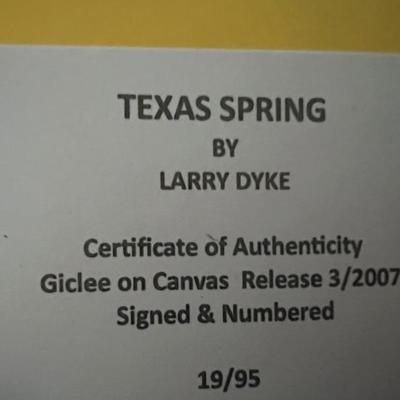 TEXAS SPRING
BY
LARRY DYKE
Certificate of Authenticity
Giclee on Canvas Release 3/2007
Signed & Numbered
19/95